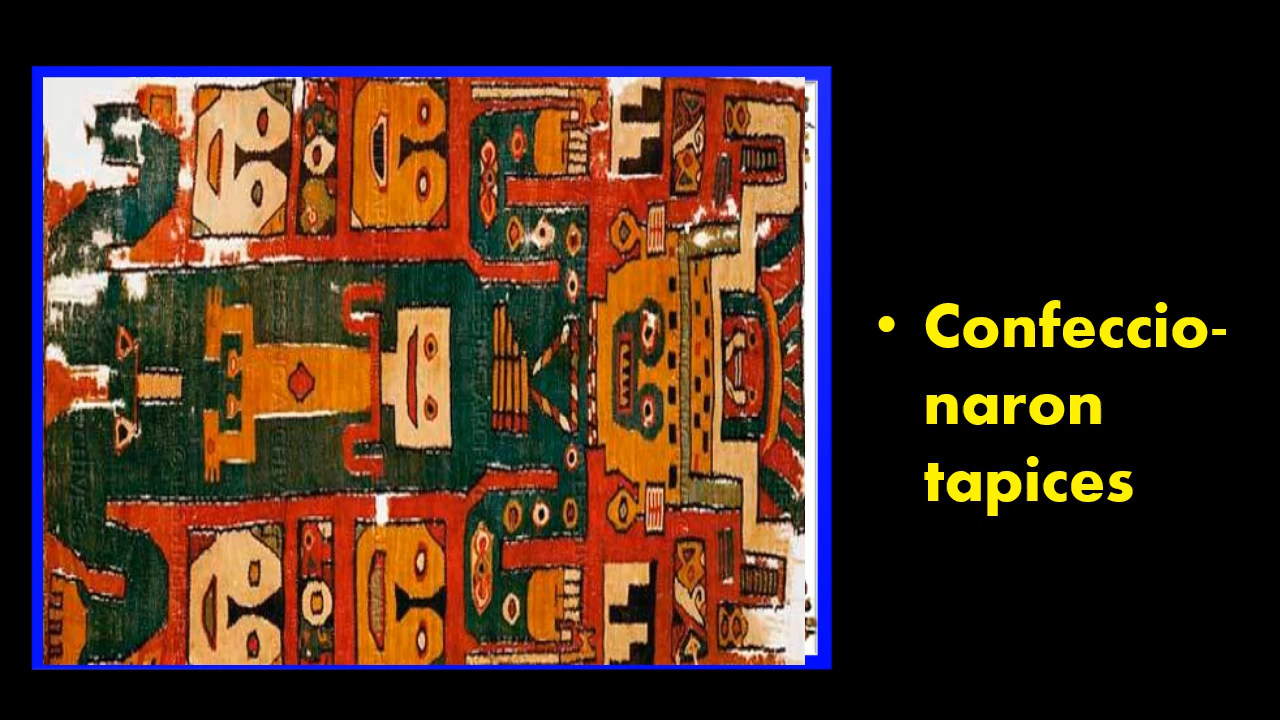 • Confeccio-
naron
tapices